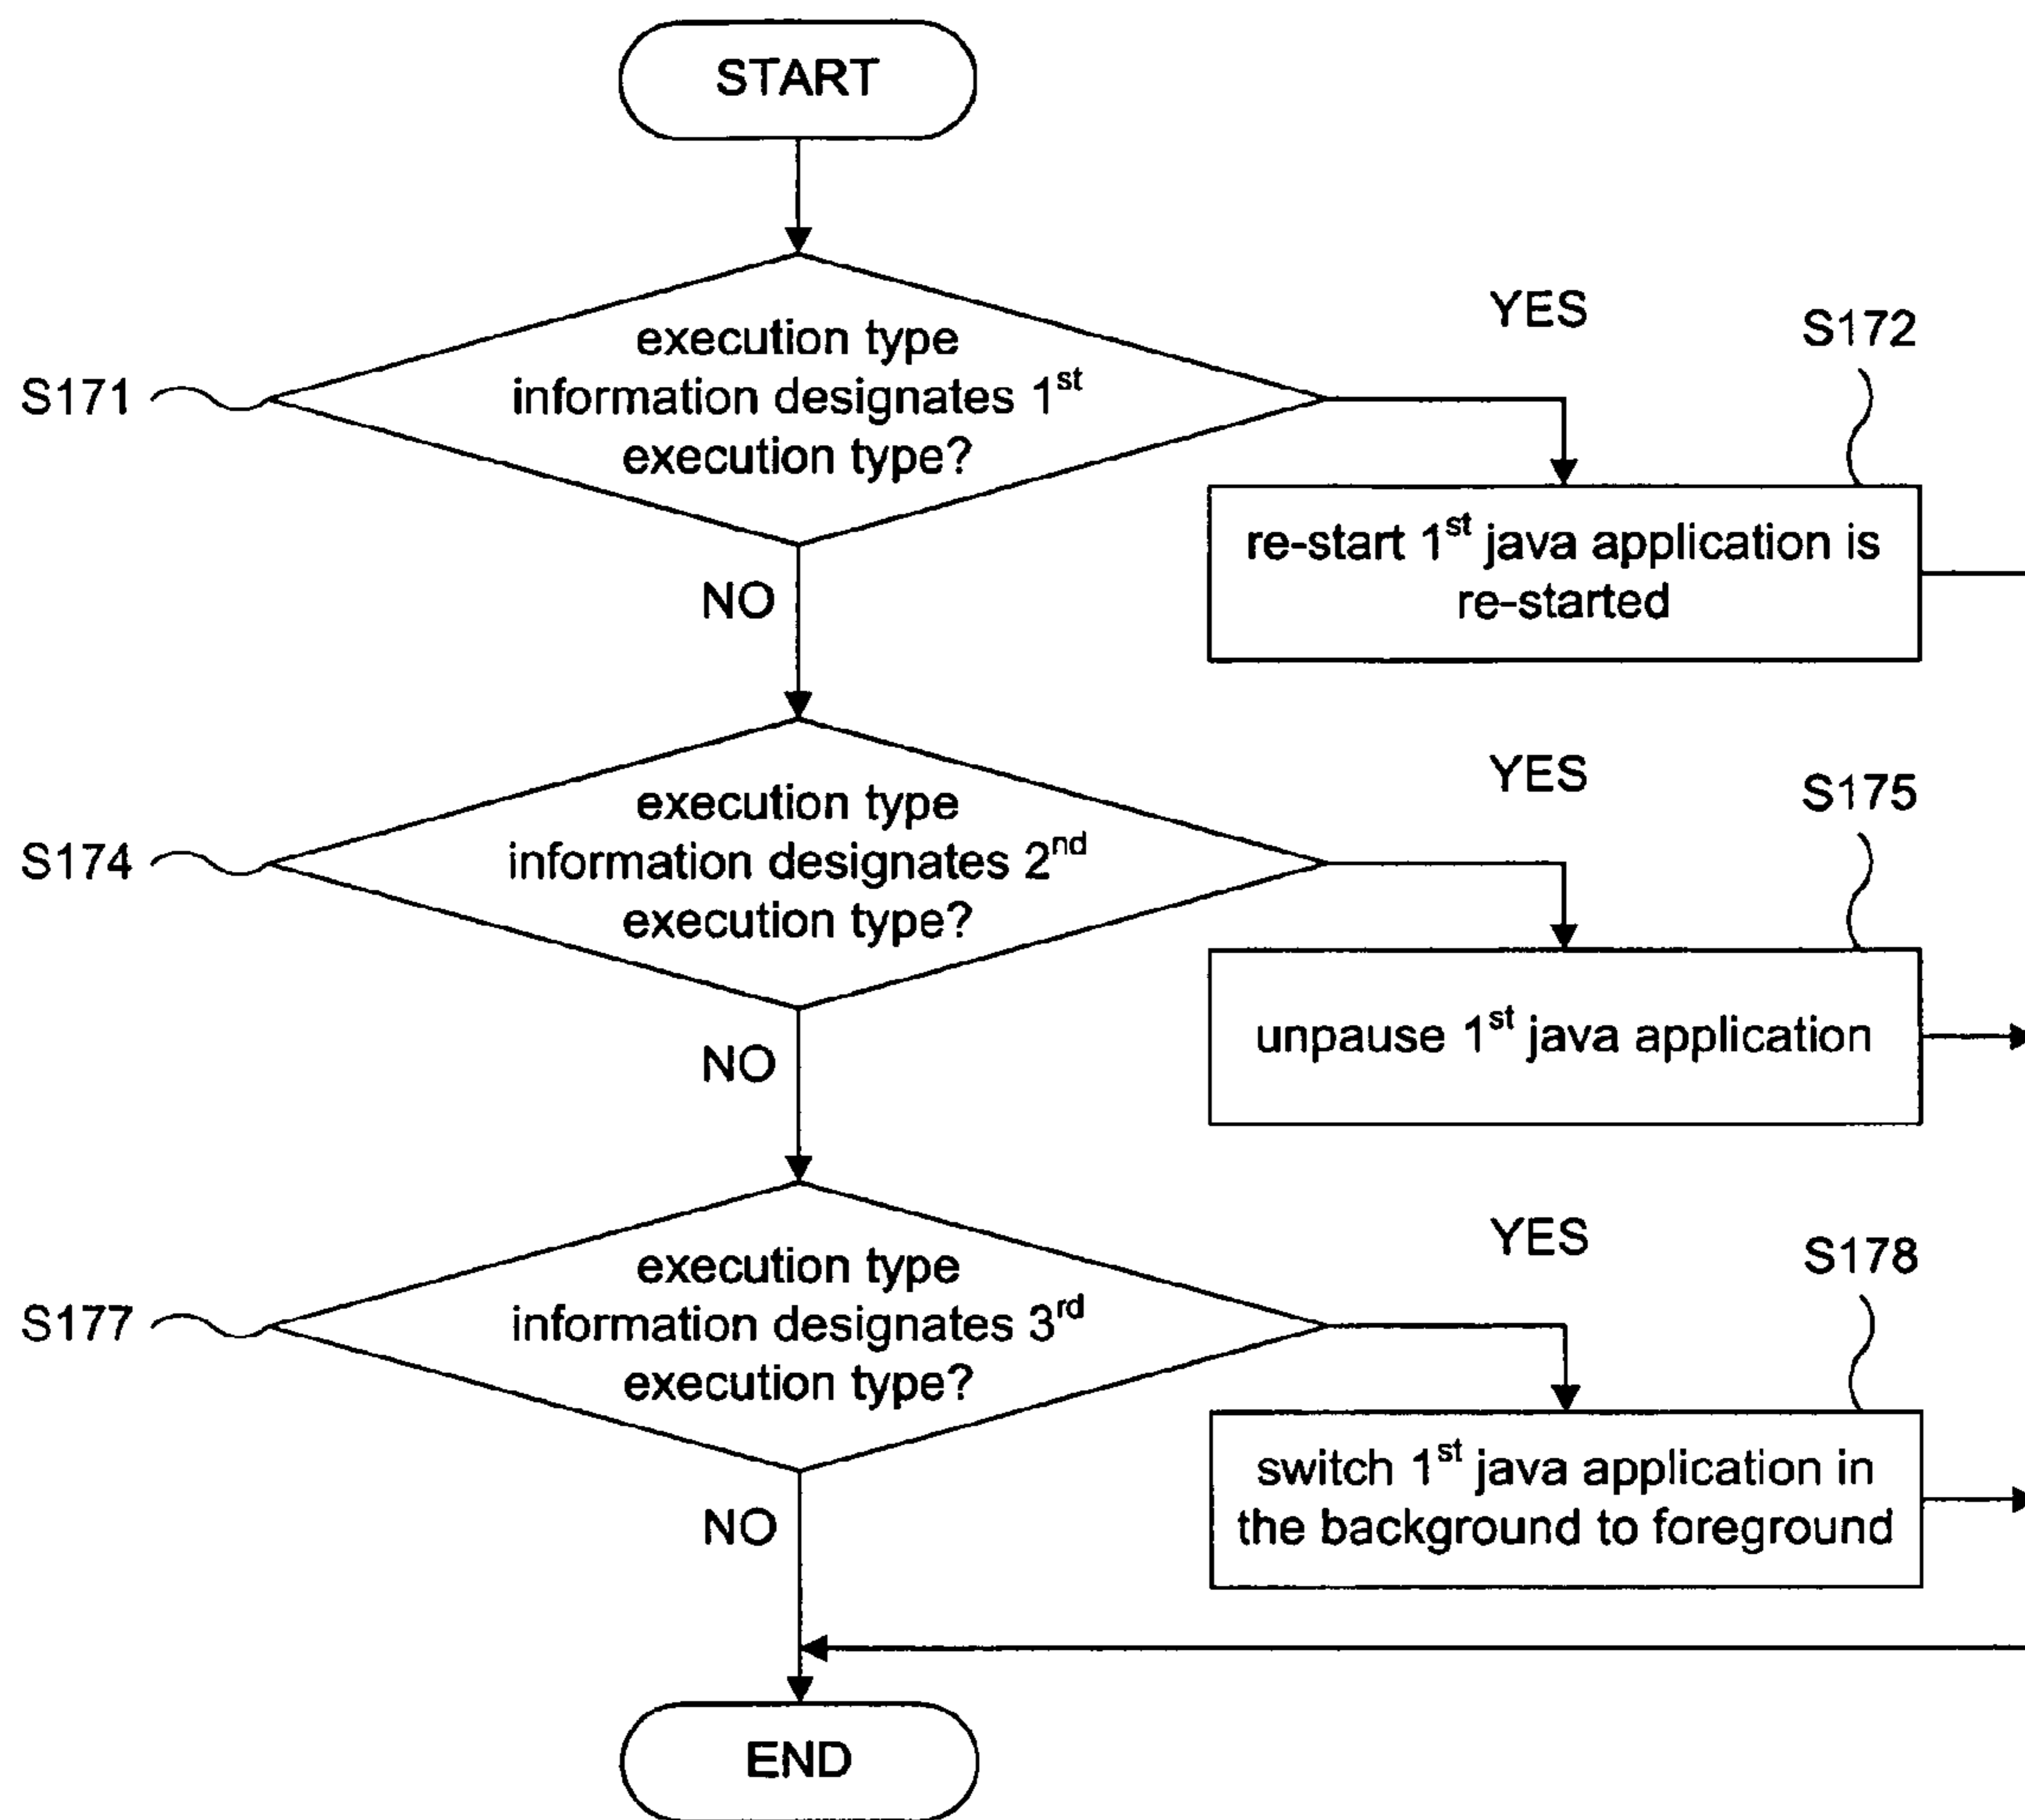 START
execution type
information designates 1st
execution type?
S171
YES
S172
re-start 1st java application is
re-started
NO
execution type
information designates 2nd
execution type?
S174
YES
S175
unpause 1st java application
NO
execution type
information designates 3rd
execution type?
S177
YES
S178
switch 1st java application in
the background to foreground
NO
END